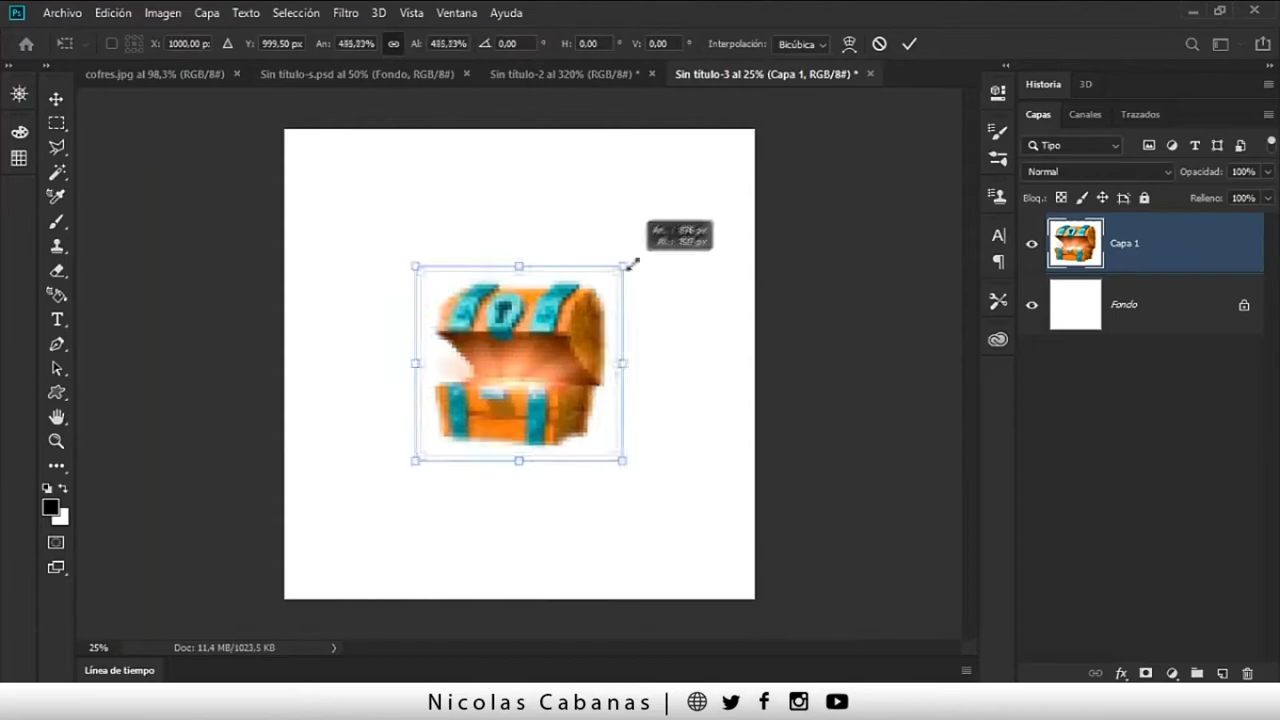 Ps Archivo Edición Imagen Capa Texto Selección Filtro 3D Vista Ventana Ayuda
X: 1000,00 p: Y: 999,50 px An: Al: 0,00 ° H: 0,00 ° V: 0,00 ° Interpolación: Bicúbica
cofres.jpg al 98,3% (RGB/8#) × Sin título-s.psd al 50% (Fondo, RGB/8#) × Sin título-2 al 320% (RGB/8#) * × Sin título-3 al 25% (Capa 1, RGB/8#) * ×
Historia 3D
Capas Canales Trazados
Tipo
Normal Opacidad: 100%
Bloq.: Relleno: 100%
Capa 1
Fondo
25% Doc: 11,4 MB/1023,5 KB
Línea de tiempo
Nicolas Cabanas |